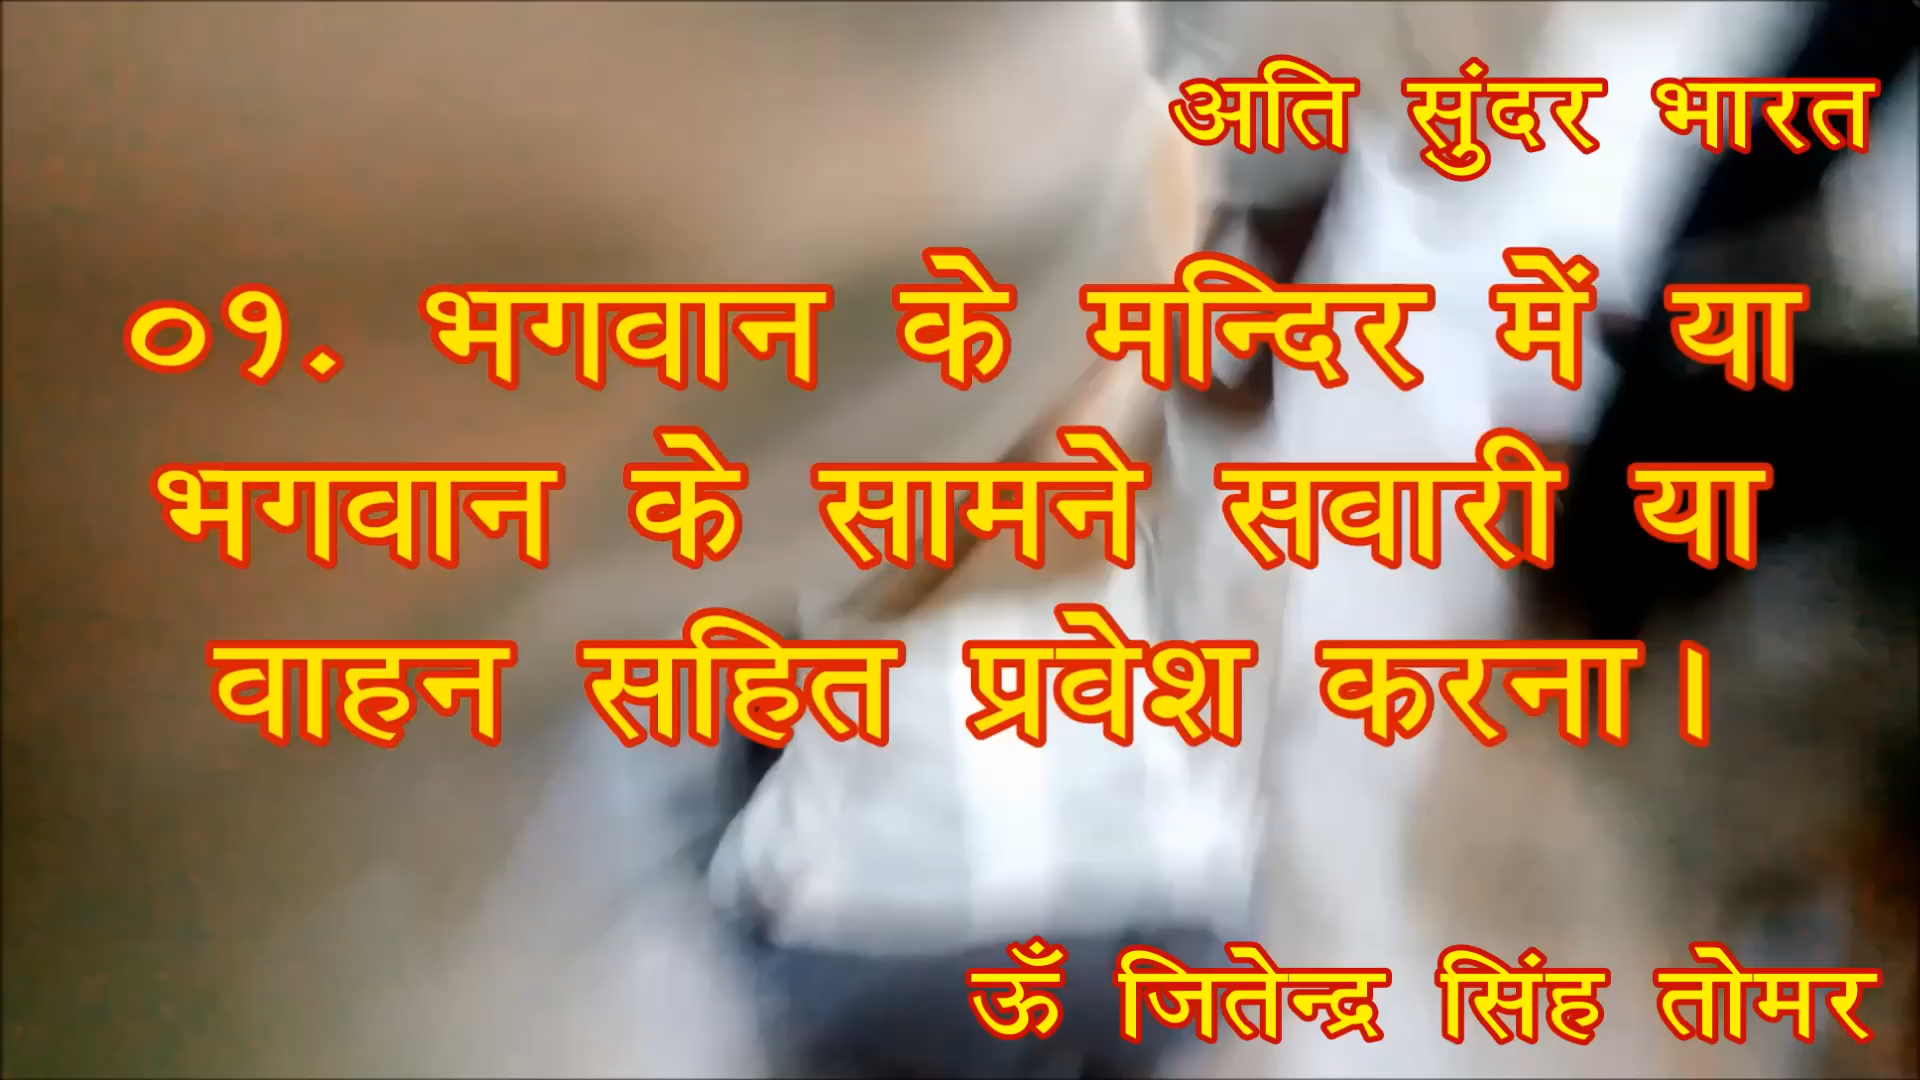 अति सुंदर भारत
०१. भगवान के मन्दिर में या
भगवान के सामने सवारी या
वाहन सहित प्रवेश करना।
ऊँ जितेन्द्र सिंह तोमर